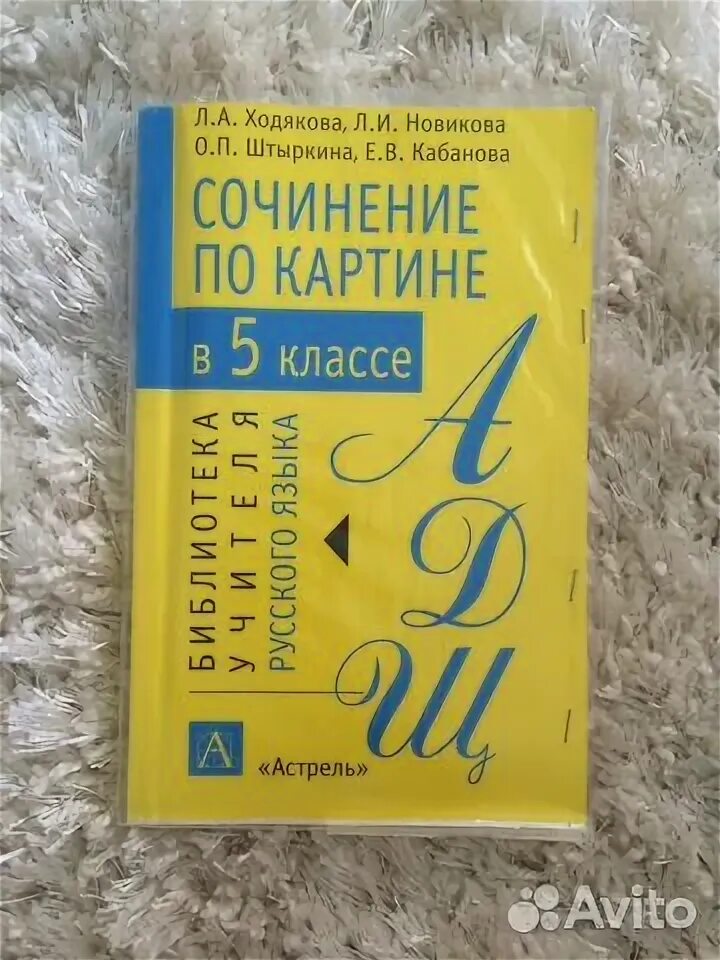 Л.А. Ходякова, Л.И. Новикова
О.П. Штыркина, Е.В. Кабанова
СОЧИНЕНИЕ
ПО КАРТИНЕ
в 5 классе
БИБЛИОТЕКА
УЧИТЕЛЯ
РУССКОГО ЯЗЫКА
А
Д
Щ
А
«Астрель»
Avito